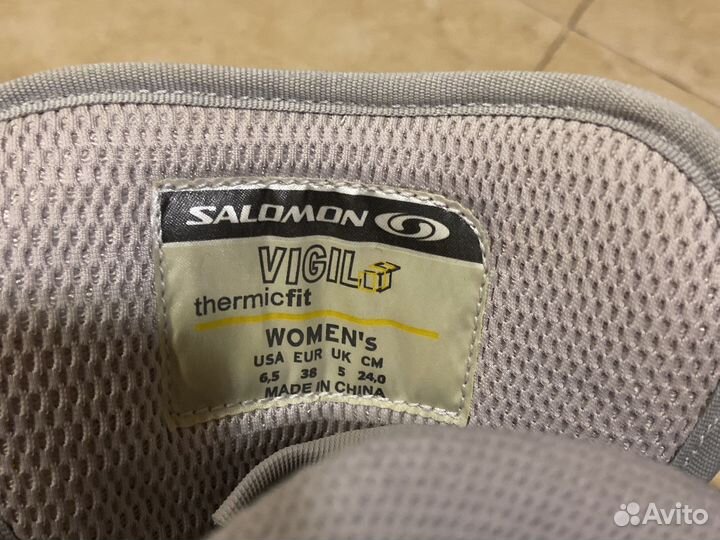 SALOMON
VIGIL
thermicfit
WOMEN'S
USA EUR UK CM
6,5 38 5 24,0
MADE IN CHINA
Avito